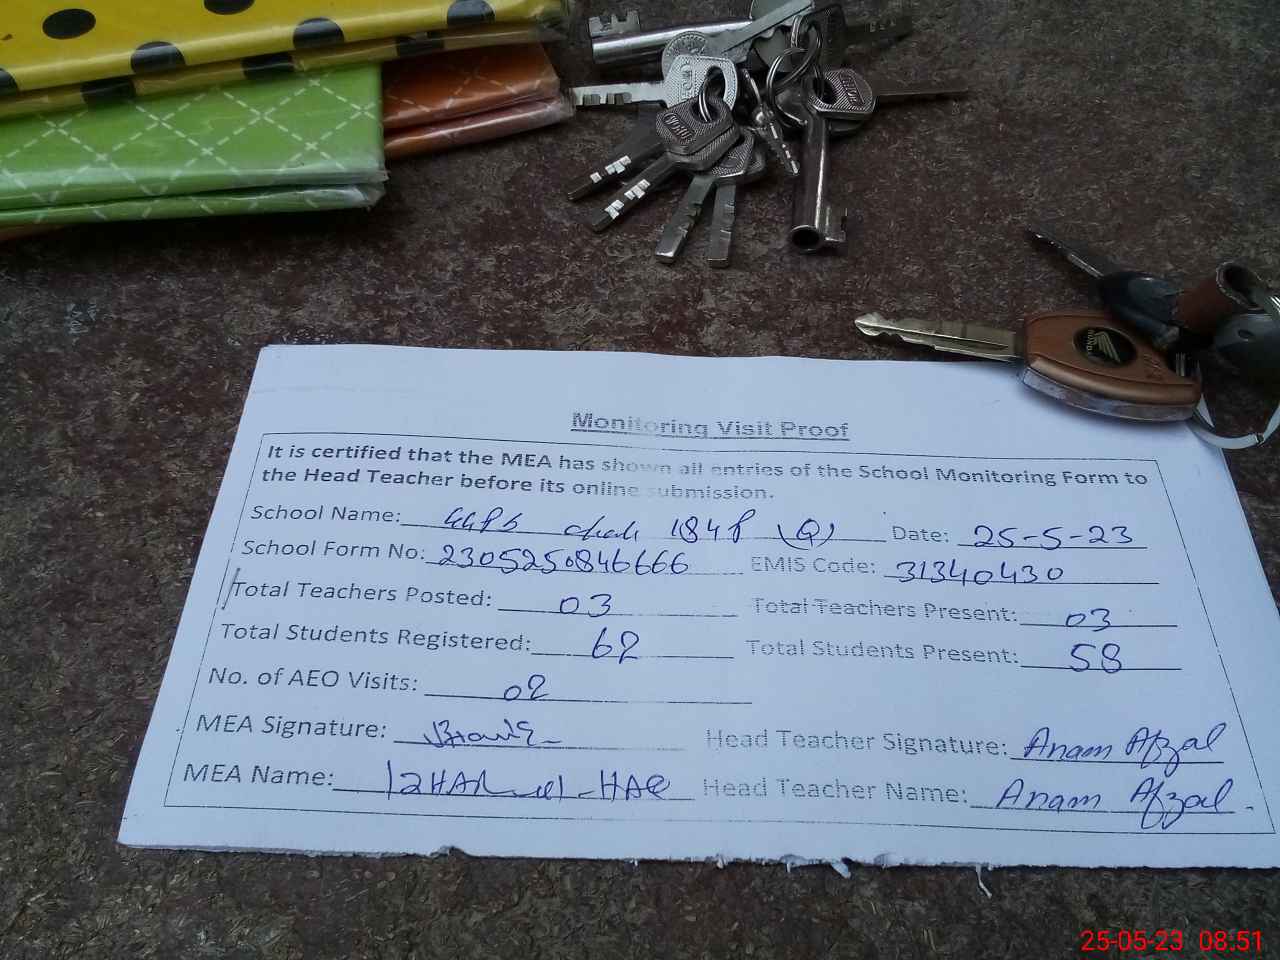 Monitoring Visit Proof
It is certified that the MEA has shown all entries of the School Monitoring Form to
the Head Teacher before its online submission.
School Name: GGPS chak 184 P (Q) Date: 25-5-23
School Form No: 2305250846666 EMIS Code: 31340430
Total Teachers Posted: 03 Total Teachers Present: 03
Total Students Registered: 62 Total Students Present: 58
No. of AEO Visits: 02
MEA Signature: Head Teacher Signature: Anam Afzal
MEA Name: Head Teacher Name: Anam Afzal.
25-05-23 08:51